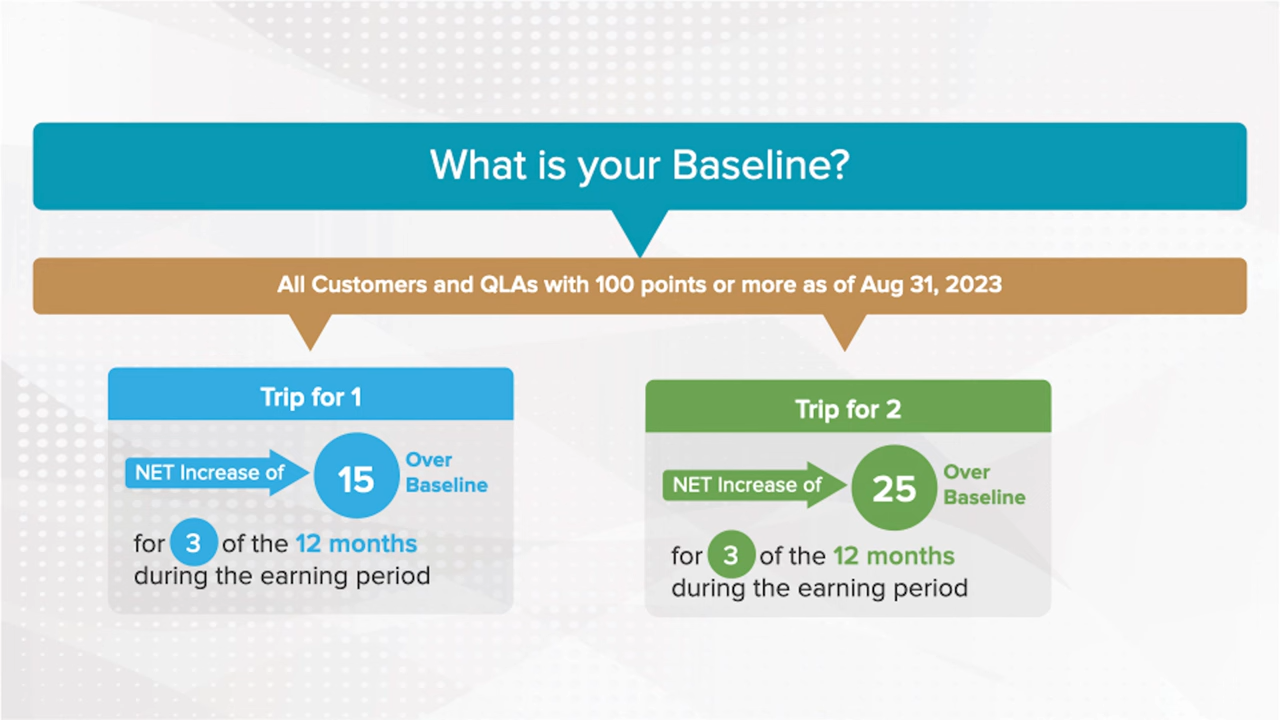 What is your Baseline?
All Customers and QLAs with 100 points or more as of Aug 31, 2023
Trip for 1
NET Increase of 15 Over Baseline
for 3 of the 12 months
during the earning period
Trip for 2
NET Increase of 25 Over Baseline
for 3 of the 12 months
during the earning period